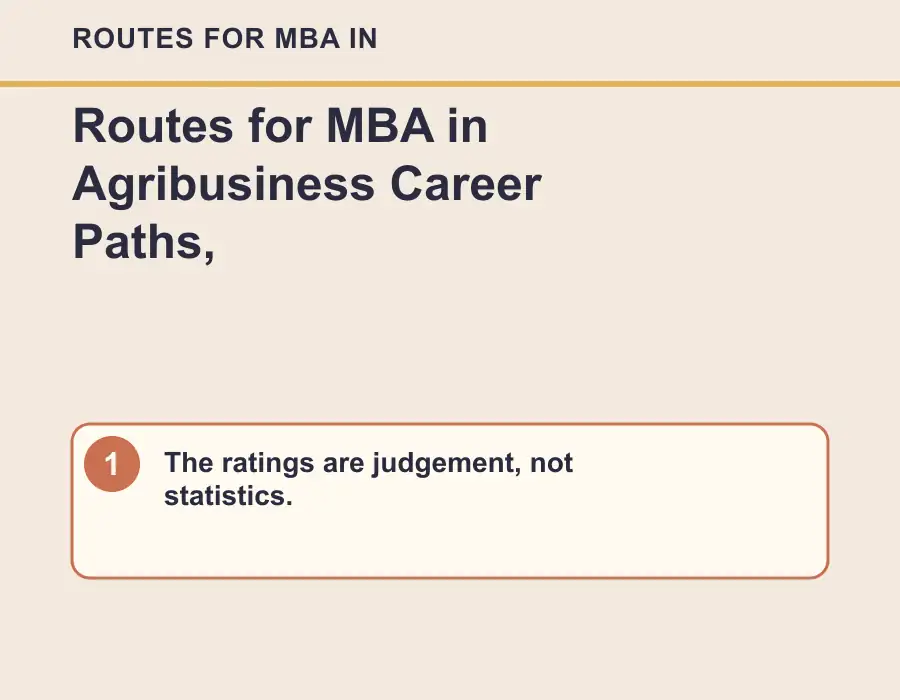 ROUTES FOR MBA IN
Routes for MBA in
Agribusiness Career
Paths,
1
The ratings are judgement, not
statistics.